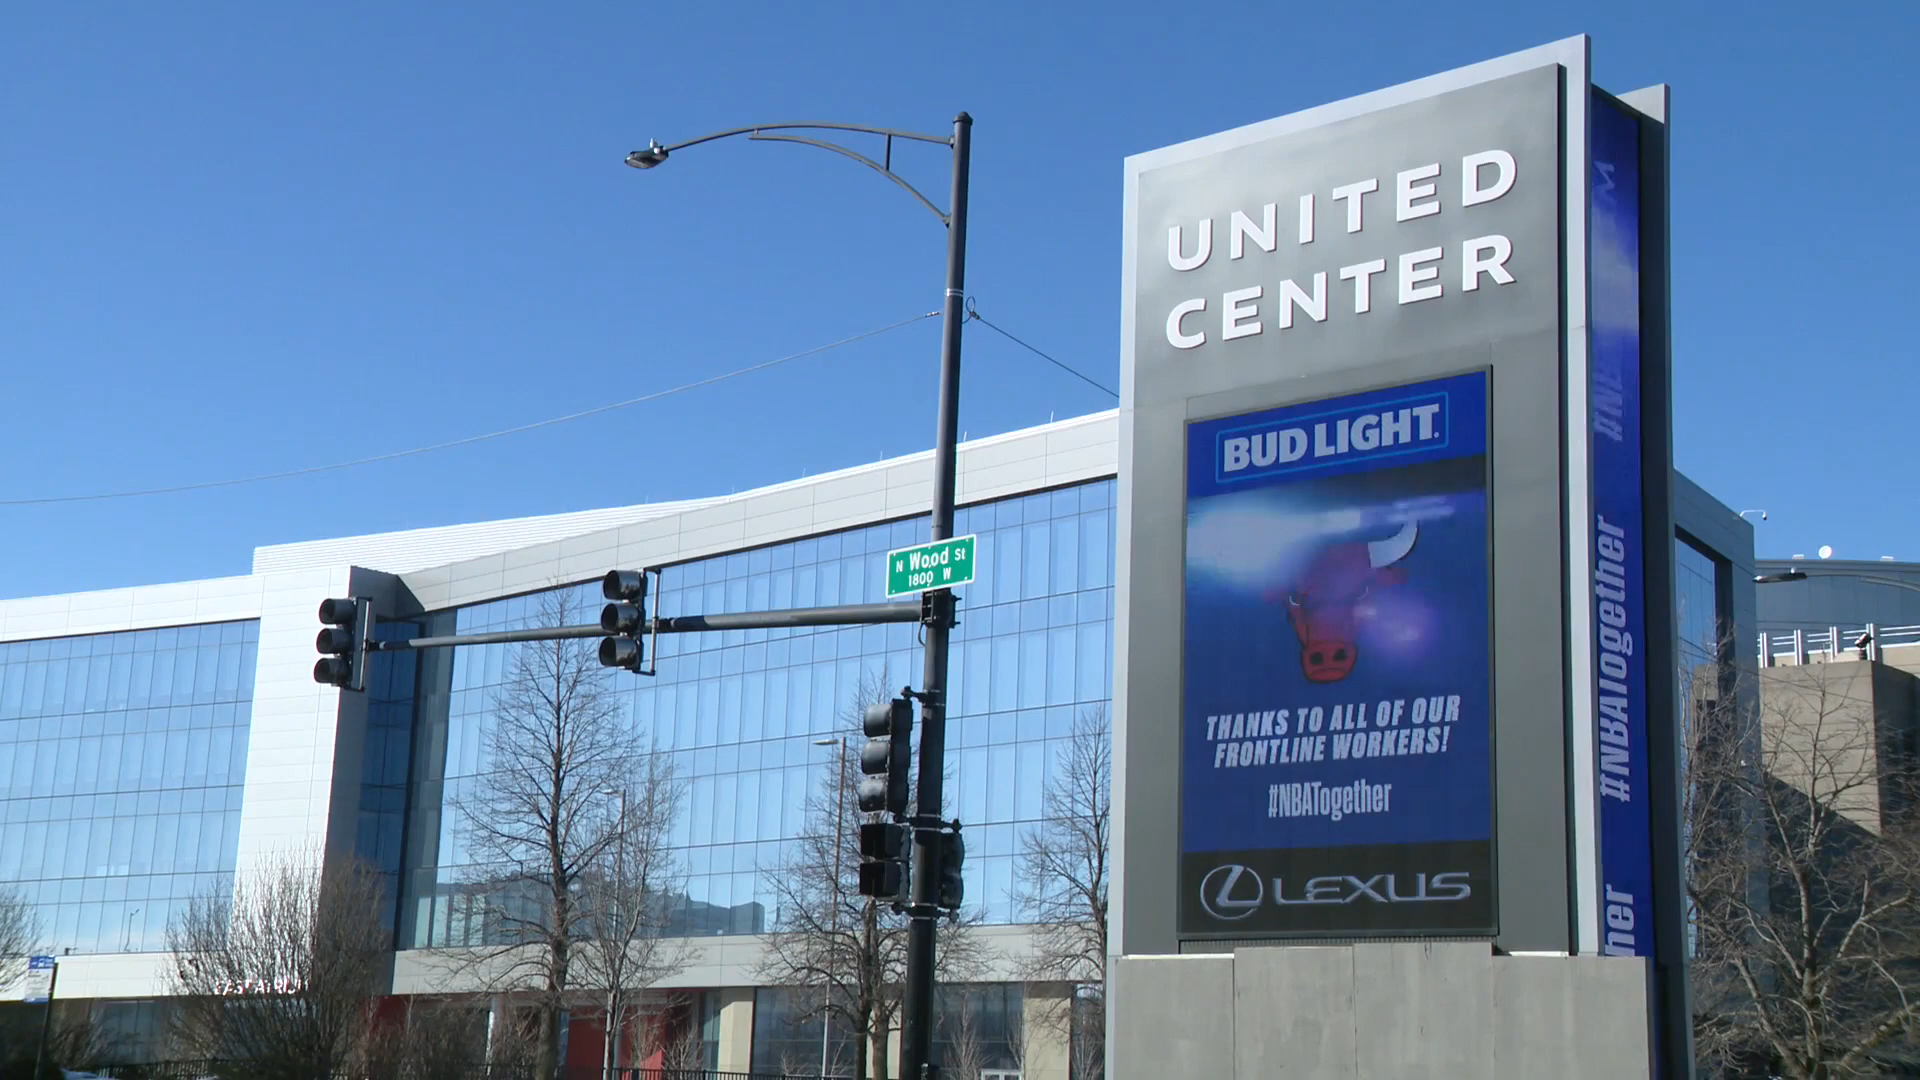 UNITED
CENTER
BUD LIGHT
THANKS TO ALL OF OUR
FRONTLINE WORKERS!
#NBATogether
LEXUS
N Wood St
1800 W
#NBATogether